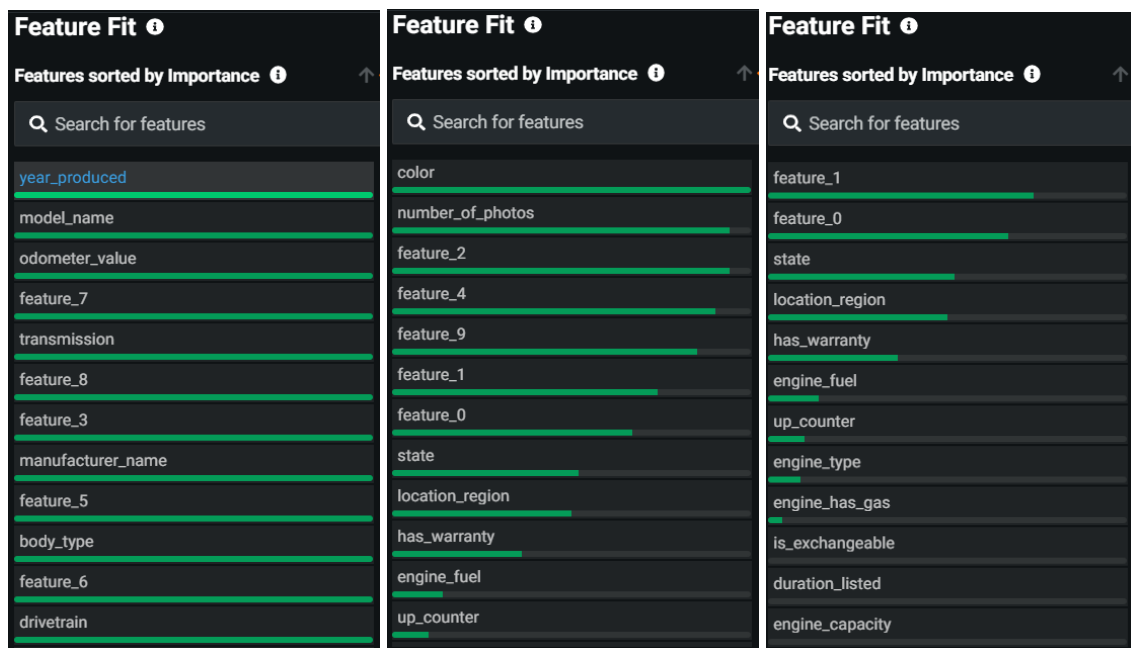 Feature Fit
Features sorted by Importance
Search for features
year_produced
model_name
odometer_value
feature_7
transmission
feature_8
feature_3
manufacturer_name
feature_5
body_type
feature_6
drivetrain
Feature Fit
Features sorted by Importance
Search for features
color
number_of_photos
feature_2
feature_4
feature_9
feature_1
feature_0
state
location_region
has_warranty
engine_fuel
up_counter
Feature Fit
Features sorted by Importance
Search for features
feature_1
feature_0
state
location_region
has_warranty
engine_fuel
up_counter
engine_type
engine_has_gas
is_exchangeable
duration_listed
engine_capacity